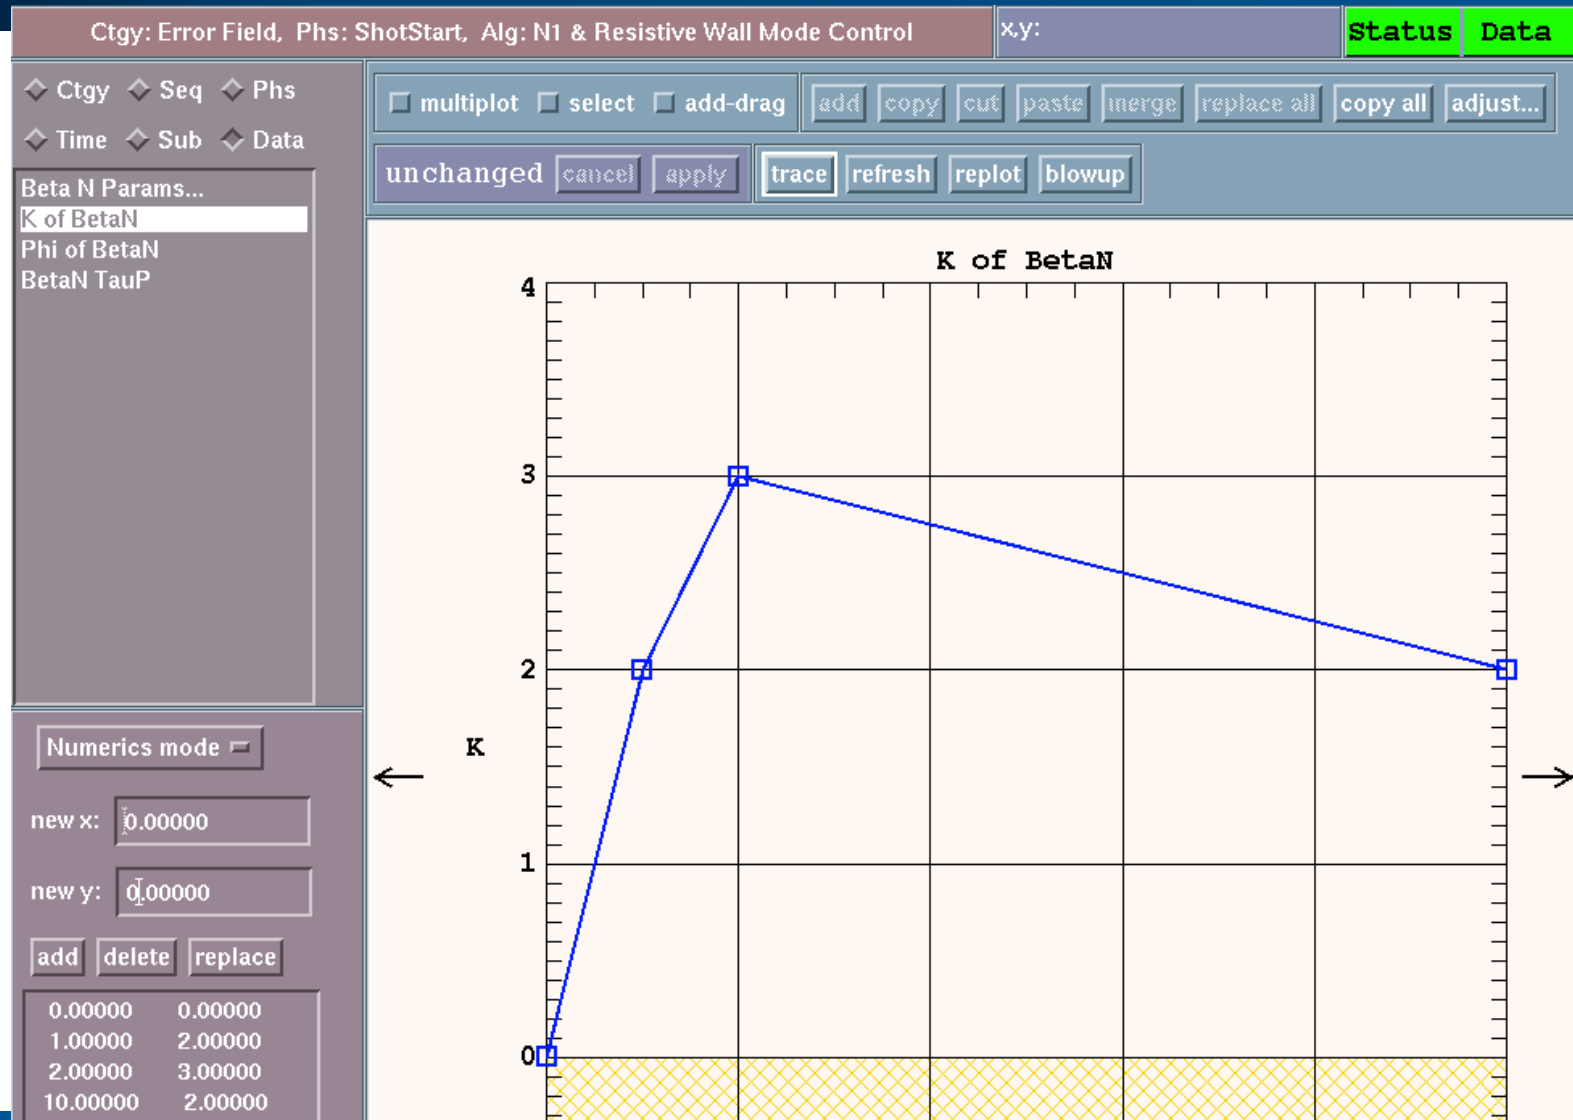 Ctgy: Error Field, Phs: ShotStart, Alg: N1 & Resistive Wall Mode Control
x,y:
Status Data
Ctgy Seq Phs
Time Sub Data
multiplot select add-drag add copy cut paste merge replace all copy all adjust...
unchanged cancel apply trace refresh replot blowup
Beta N Params...
K of BetaN
Phi of BetaN
BetaN TauP
K of BetaN
4
3
2
K
1
0
Numerics mode
new x: 0.00000
new y: 0.00000
add delete replace
0.00000 0.00000
1.00000 2.00000
2.00000 3.00000
10.00000 2.00000